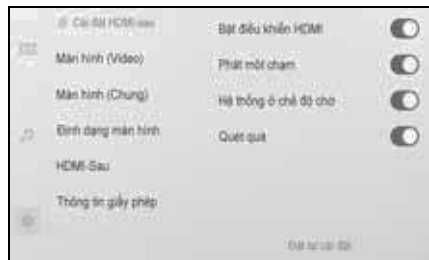 Cài đặt HDMI-sau
Màn hình (Video)
Màn hình (Chung)
Định dạng màn hình
HDMI-Sau
Thông tin giấy phép
Bật điều khiển HDMI
Phát một chạm
Hệ thống ở chế độ chờ
Quét quá
Đặt lại cài đặt